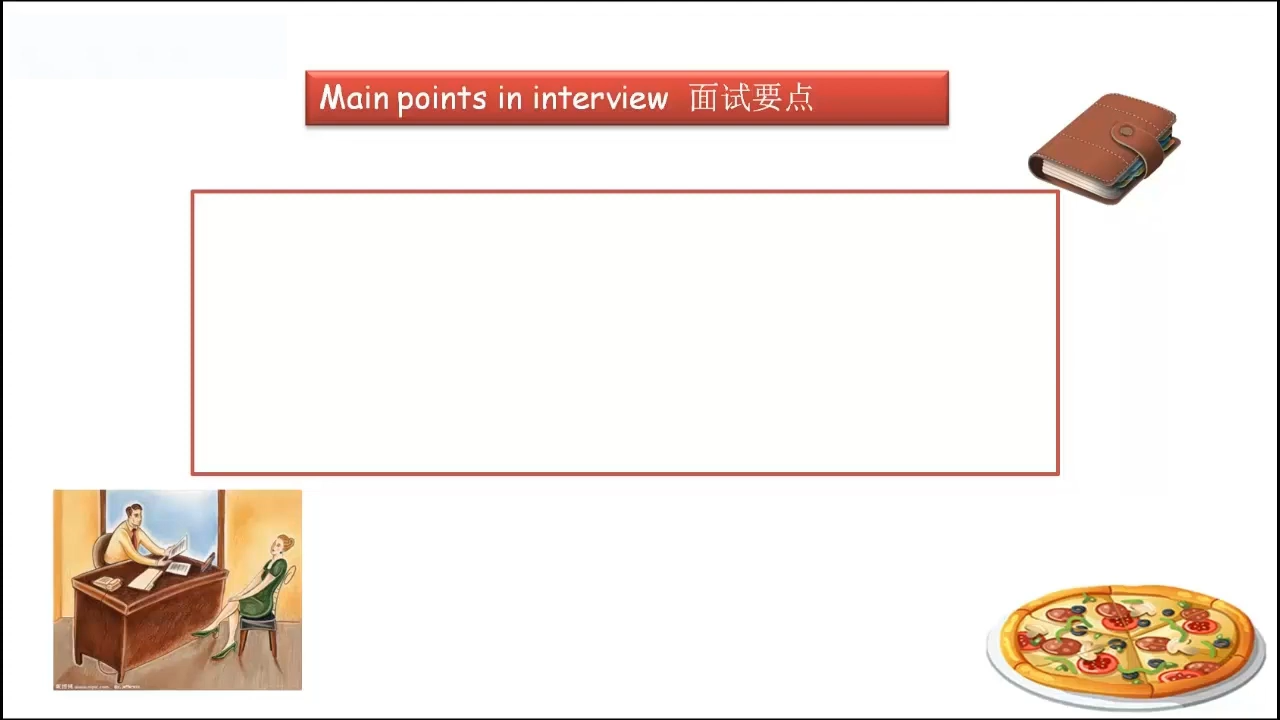 Main points in interview 面试要点